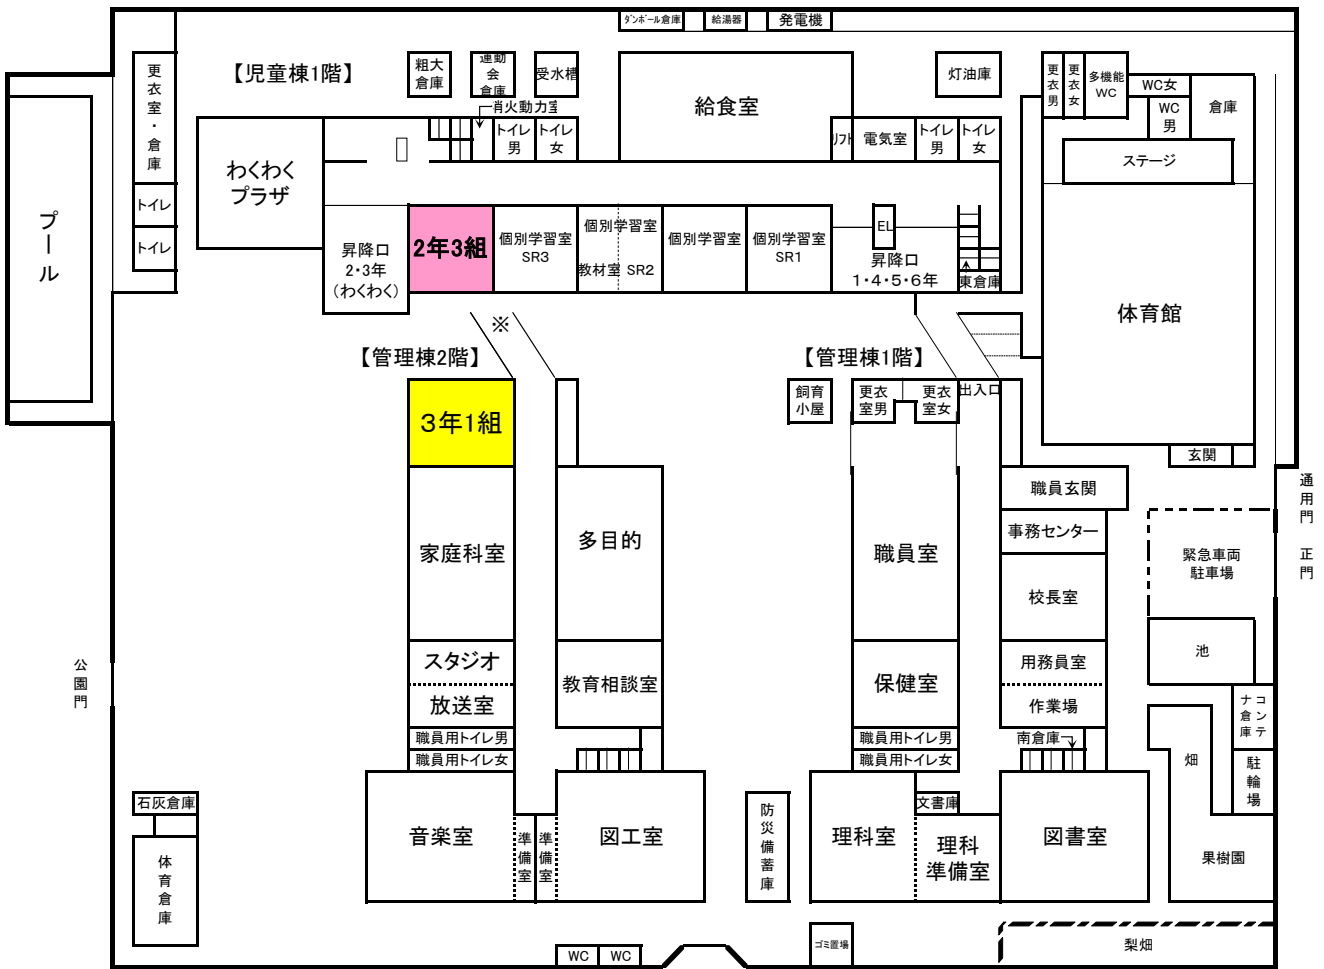 ダンボール倉庫
給湯器
発電機
更衣室・倉庫
【児童棟1階】
粗大
倉庫
運動
会
倉庫
受水槽
給食室
灯油庫
更衣男
更衣女
多機能
WC
WC女
WC
男
倉庫
消火動力室
トイレ
男
トイレ
女
リフト
電気室
トイレ
男
トイレ
女
ステージ
わくわく
プラザ
プール
トイレ
トイレ
昇降口
2・3年
(わくわく)
2年3組
個別学習室
SR3
個別学習室
教材室 SR2
個別学習室
個別学習室
SR1
EL
昇降口
1・4・5・6年
東倉庫
体育館
※
【管理棟2階】
【管理棟1階】
3年1組
飼育
小屋
更衣
室男
更衣
室女
出入口
玄関
職員玄関
通用門
家庭科室
多目的
職員室
事務センター
緊急車両
駐車場
正門
校長室
公園門
スタジオ
放送室
教育相談室
保健室
用務員室
作業場
池
コンテナ倉庫
職員用トイレ男
職員用トイレ女
職員用トイレ男
職員用トイレ女
南倉庫
畑
駐輪場
石灰倉庫
体育倉庫
音楽室
準備室
準備室
図工室
防災備蓄庫
理科室
文書庫
理科
準備室
図書室
果樹園
WC
WC
ゴミ置場
梨畑